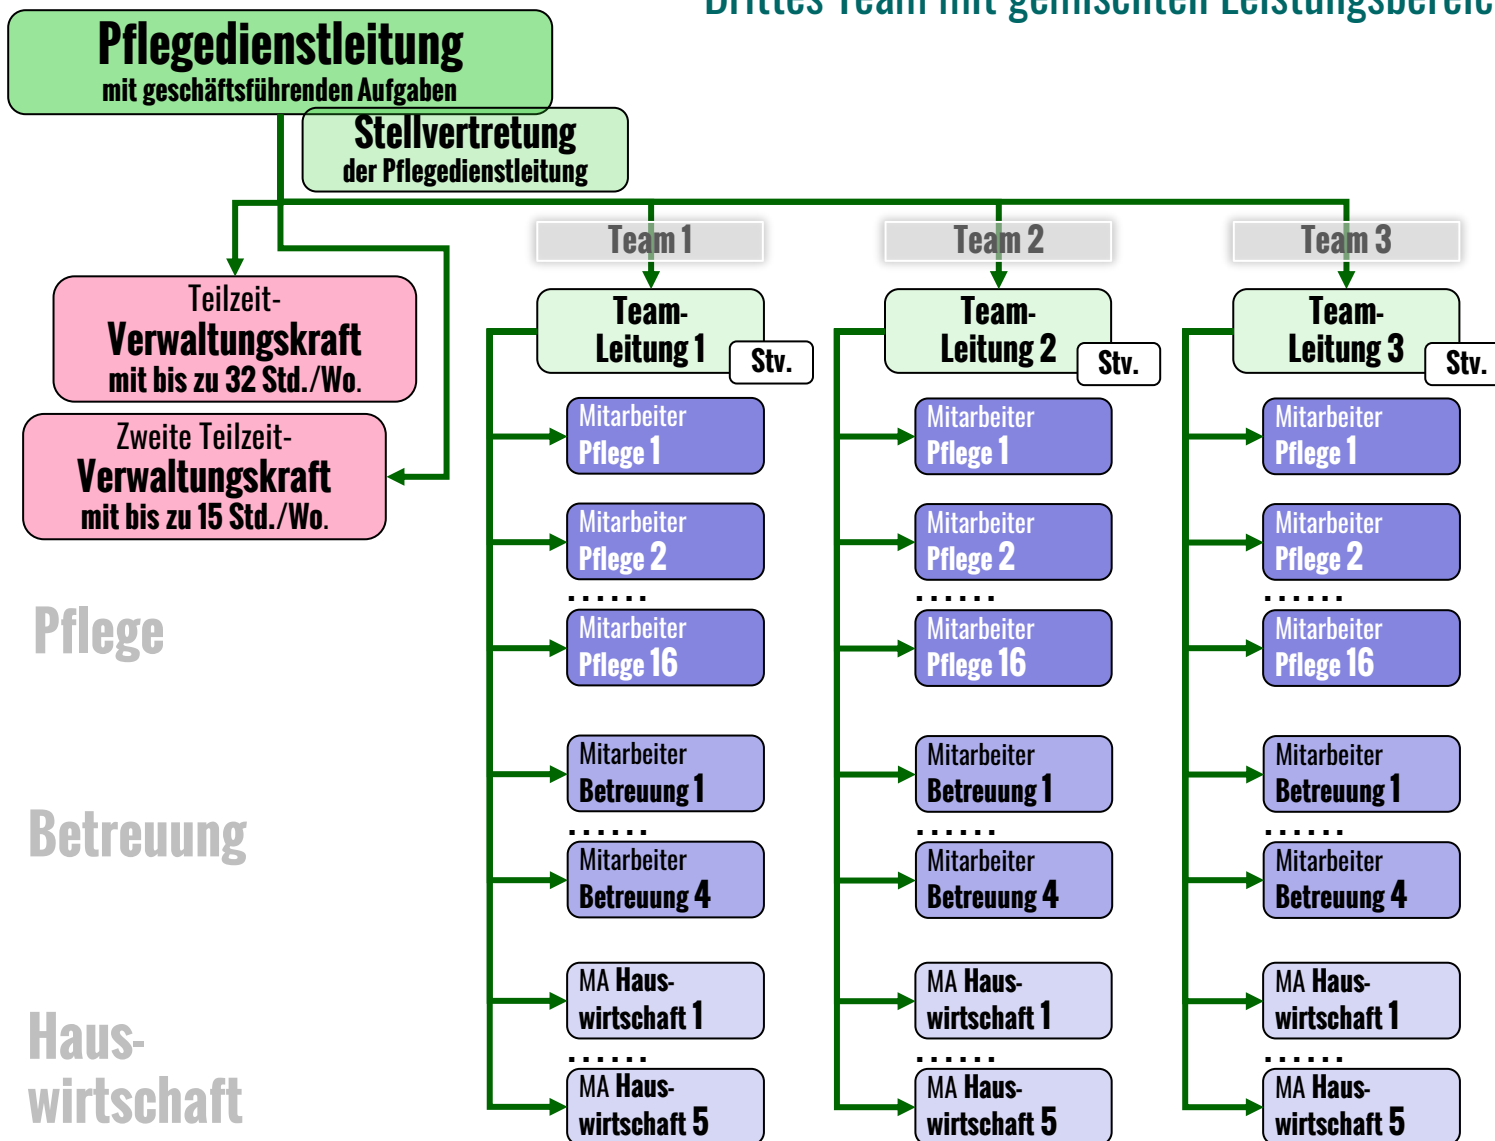 Drittes Team mit gemischten
Pflegedienstleitung
mit geschäftsführenden Aufgaben
Stellvertretung
der Pflegedienstleitung
Teilzeit-
Verwaltungskraft
mit bis zu 32 Std./Wo.
Zweite Teilzeit-
Verwaltungskraft
mit bis zu 15 Std./Wo.
Pflege
Betreuung
Haus-
wirtschaft
Team 1
Team-
Leitung 1
Stv.
Mitarbeiter
Pflege 1
Mitarbeiter
Pflege 2
......
Mitarbeiter
Pflege 16
Mitarbeiter
Betreuung 1
......
Mitarbeiter
Betreuung 4
MA Haus-
wirtschaft 1
......
MA Haus-
wirtschaft 5
Team 2
Team-
Leitung 2
Stv.
Mitarbeiter
Pflege 1
Mitarbeiter
Pflege 2
......
Mitarbeiter
Pflege 16
Mitarbeiter
Betreuung 1
......
Mitarbeiter
Betreuung 4
MA Haus-
wirtschaft 1
......
MA Haus-
wirtschaft 5
Team 3
Team-
Leitung 3
Stv.
Mitarbeiter
Pflege 1
Mitarbeiter
Pflege 2
......
Mitarbeiter
Pflege 16
Mitarbeiter
Betreuung 1
......
Mitarbeiter
Betreuung 4
MA Haus-
wirtschaft 1
......
MA Haus-
wirtschaft 5